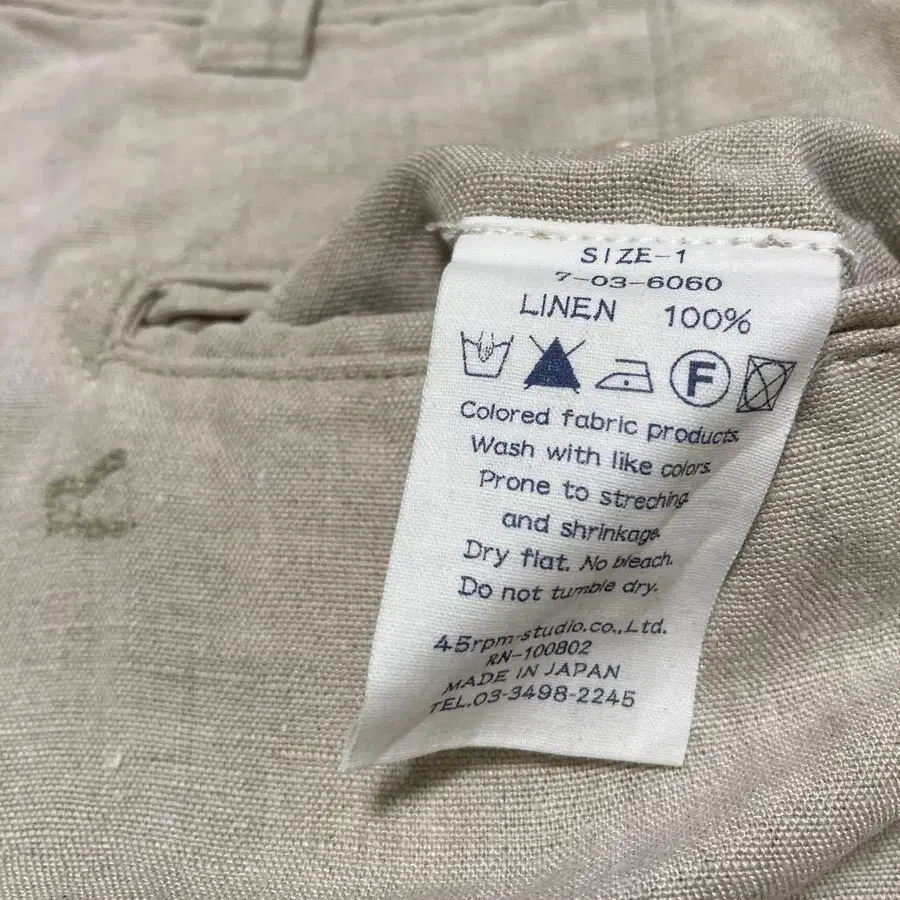 SIZE-1
7-03-6060
LINEN 100%
F
Colored fabric products.
Wash with like colors.
Prone to streching
and shrinkage.
Dry flat. No bleach.
Do not tumble dry.
45rpm-studio.co.,Ltd.
RN-100802
MADE IN JAPAN
TEL.03-3498-2245
R